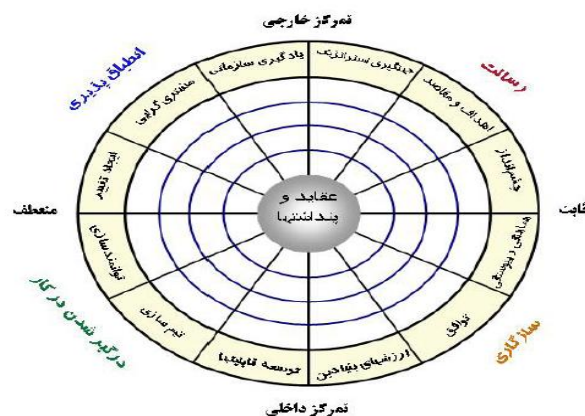 تمرکز خارجی
انطباق پذیری
رسالت
یادگیری سازمانی
جهتگیری استراتژیک
مشتری گرایی
اهداف و مقاصد
ایجاد تغییر
چشم‌انداز
عقاید و
پنداشتها
منعطف
ثابت
توانمندسازی
هماهنگی و پیوستگی
تیم سازی
توافق
توسعه قابلیتها
ارزشهای بنیادین
درگیر شدن در کار
سازگاری
تمرکز داخلی